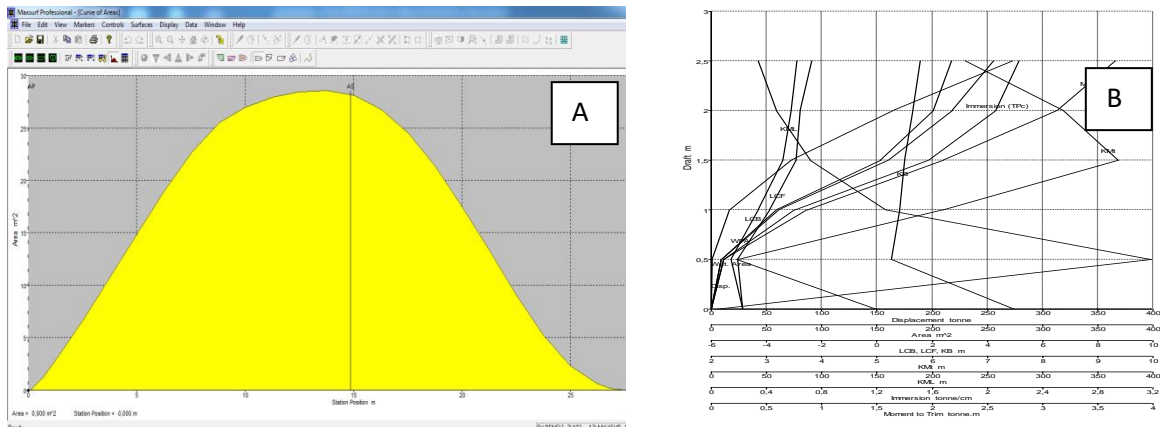 Maxsurf Professional - [Curve of Areas]
File Edit View Markers Controls Surfaces Display Data Window Help
30
AP
AS
A
25
20
15
10
5
0
Area m^2
0
5
10
15
20
25
Station Position m
Area = 0,000 m^2 Station Position = 0,000 m
3
2,5
2
1,5
1
0,5
0
Draft m
B
M
Immersion (TPc)
KML
KMt
KB
LCF
LCB
Area
Disp.
0 50 100 150 200 250 300 350 400
Displacement tonne
0 50 100 150 200 250 300 350 400
Area m^2
-6 -4 -2 0 2 4 6 8 10
LCB, LCF, KB m
2 3 4 5 6 7 8 9 10
KMt m
0 50 100 150 200 250 300 350 400
KML m
0 0,4 0,8 1,2 1,6 2 2,4 2,8 3,2
Immersion tonne/cm
0 0,5 1 1,5 2 2,5 3 3,5 4
Moment to Trim tonne.m